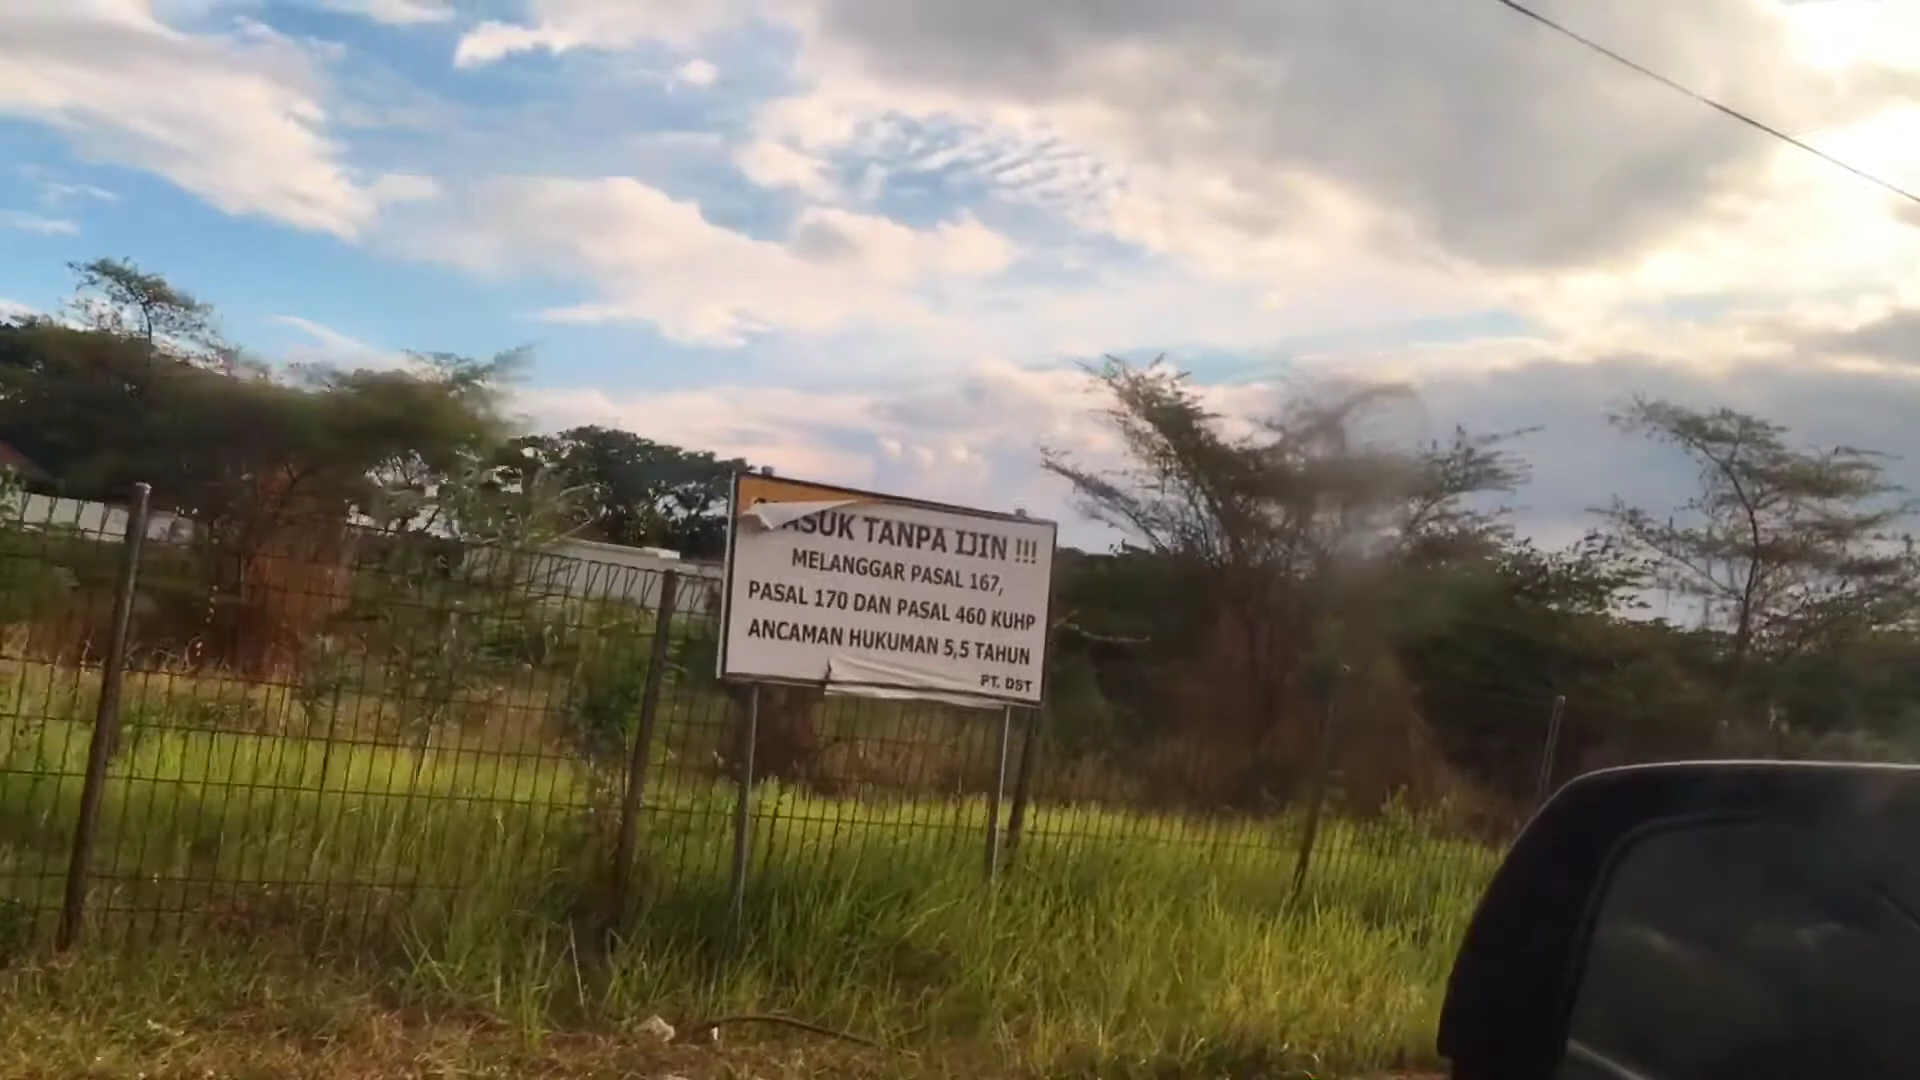 ASUK TANPA IJIN !!!
MELANGGAR PASAL 167,
PASAL 170 DAN PASAL 460 KUHP
ANCAMAN HUKUMAN 5,5 TAHUN
PT. DST